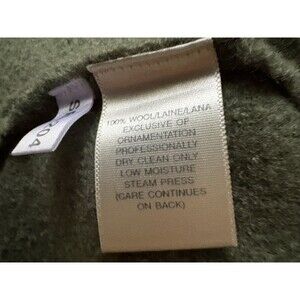 100% WOOL/LAINE/LANA
EXCLUSIVE OF
ORNAMENTATION
PROFESSIONALLY
DRY CLEAN ONLY
LOW MOISTURE
STEAM PRESS
(CARE CONTINUES
ON BACK)